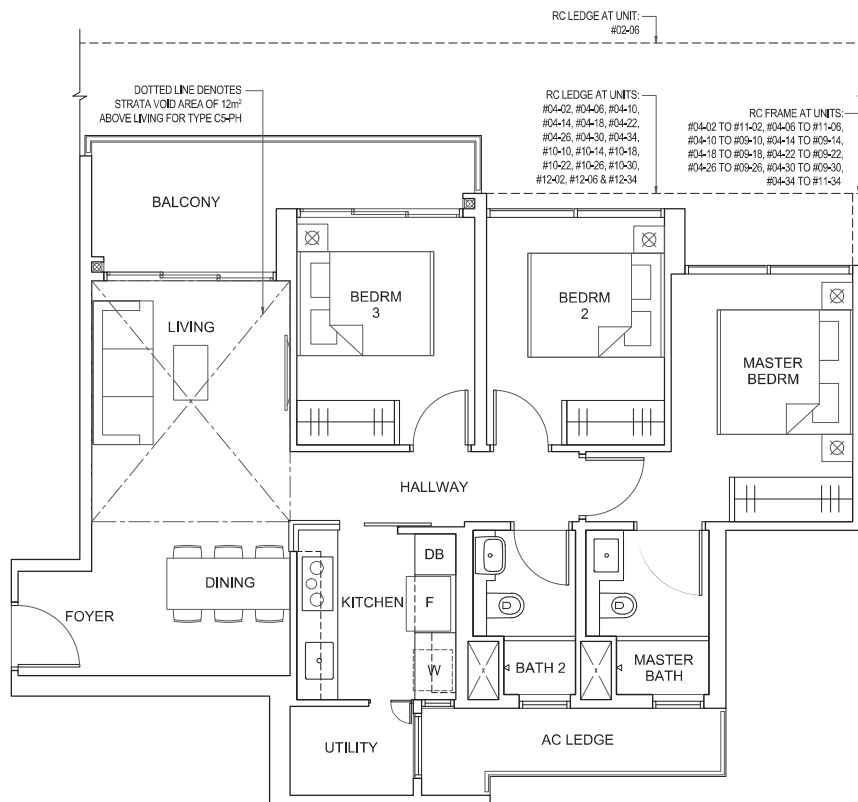 RC LEDGE AT UNIT:
#02-06
DOTTED LINE DENOTES
STRATA VOID AREA OF 12m²
ABOVE LIVING FOR TYPE C5-PH
RC LEDGE AT UNITS:
#04-02, #04-06, #04-10,
#04-14, #04-18, #04-22,
#04-26, #04-30, #04-34,
#10-10, #10-14, #10-18,
#10-22, #10-26, #10-30,
#12-02, #12-06 & #12-34
RC FRAME AT UNITS:
#04-02 TO #11-02, #04-06 TO #11-06,
#04-10 TO #09-10, #04-14 TO #09-14,
#04-18 TO #09-18, #04-22 TO #09-22,
#04-26 TO #09-26, #04-30 TO #09-30,
#04-34 TO #11-34
BALCONY
LIVING
BEDRM
3
BEDRM
2
MASTER
BEDRM
HALLWAY
DINING
FOYER
KITCHEN
DB
F
W
BATH 2
MASTER
BATH
UTILITY
AC LEDGE